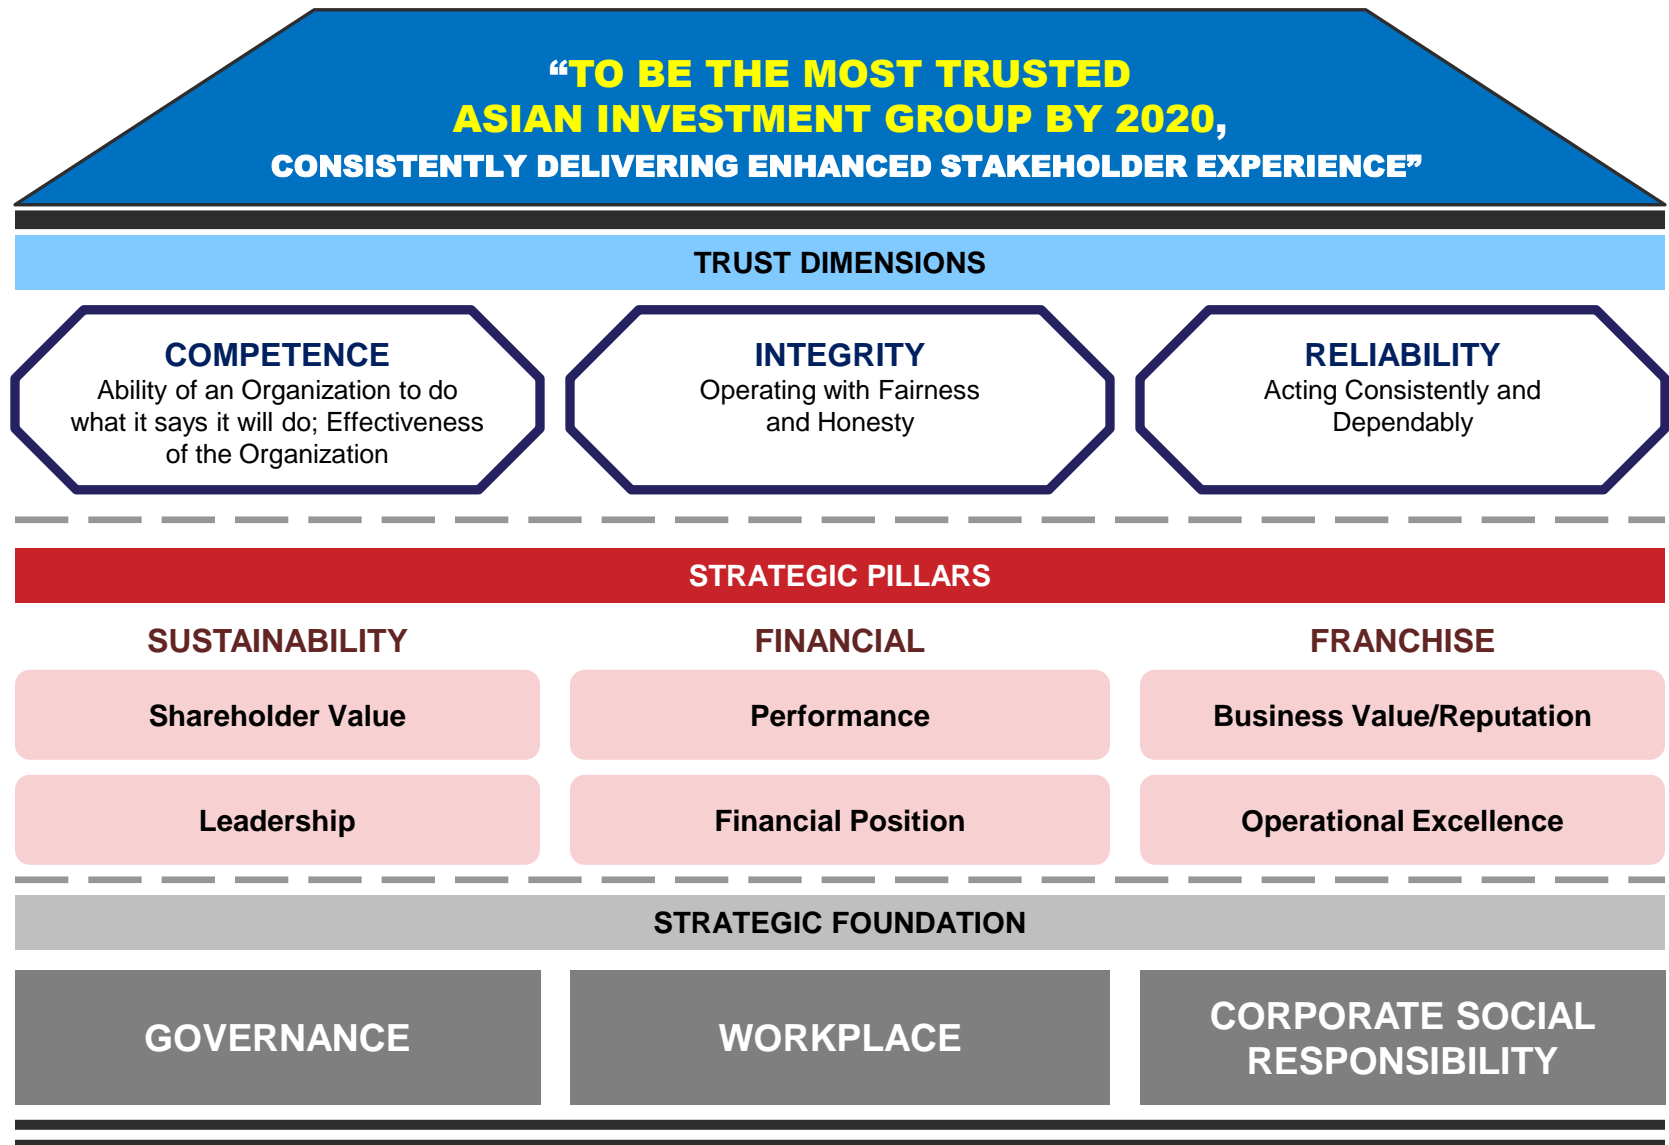 “TO BE THE MOST TRUSTED
ASIAN INVESTMENT GROUP BY 2020,
CONSISTENTLY DELIVERING ENHANCED STAKEHOLDER EXPERIENCE”
TRUST DIMENSIONS
COMPETENCE
Ability of an Organization to do
what it says it will do; Effectiveness
of the Organization
INTEGRITY
Operating with Fairness
and Honesty
RELIABILITY
Acting Consistently and
Dependably
STRATEGIC PILLARS
SUSTAINABILITY
FINANCIAL
FRANCHISE
Shareholder Value
Performance
Business Value/Reputation
Leadership
Financial Position
Operational Excellence
STRATEGIC FOUNDATION
GOVERNANCE
WORKPLACE
CORPORATE SOCIAL
RESPONSIBILITY